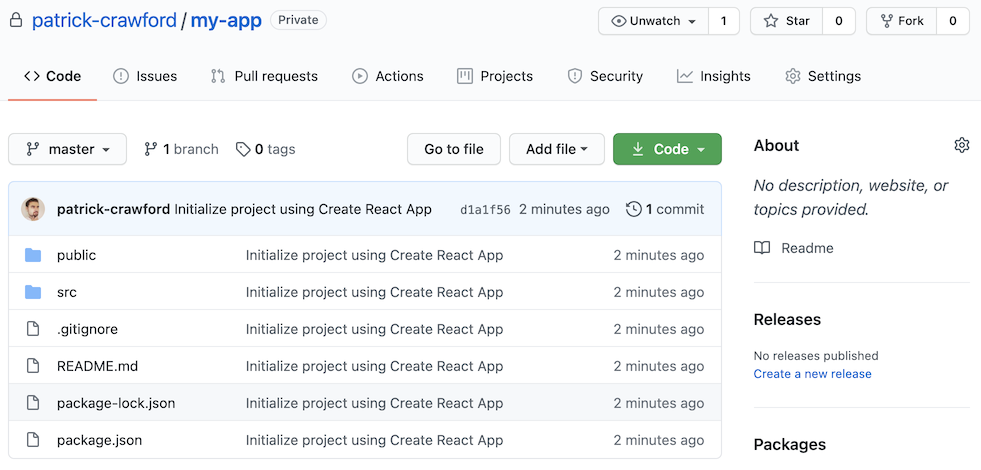 patrick-crawford / my-app Private Unwatch 1 Star 0 Fork 0
Code Issues Pull requests Actions Projects Security Insights Settings
master 1 branch 0 tags Go to file Add file Code
patrick-crawford Initialize project using Create React App d1a1f56 2 minutes ago 1 commit
public Initialize project using Create React App 2 minutes ago
src Initialize project using Create React App 2 minutes ago
.gitignore Initialize project using Create React App 2 minutes ago
README.md Initialize project using Create React App 2 minutes ago
package-lock.json Initialize project using Create React App 2 minutes ago
package.json Initialize project using Create React App 2 minutes ago
About
No description, website, or
topics provided.
Readme
Releases
No releases published
Create a new release
Packages